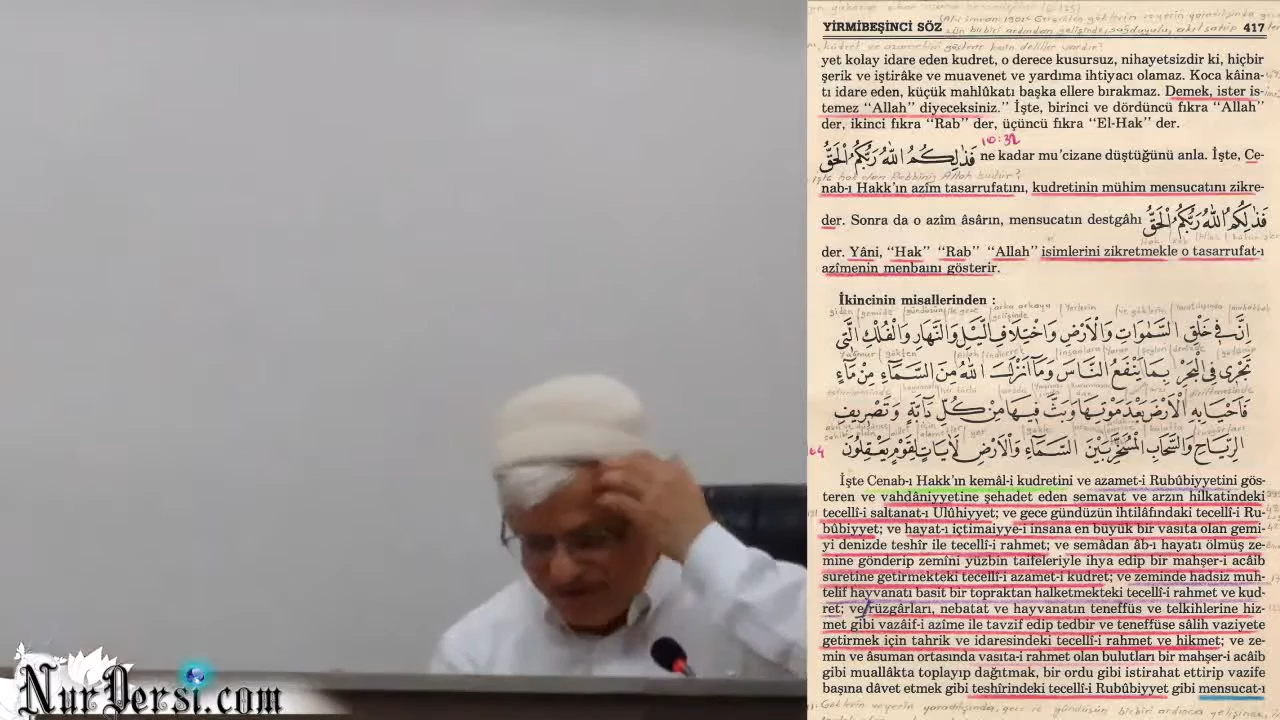 YİRMİBEŞİNCİ SÖZ 417
yet kolay idare eden kudret, o derece kusursuz, nihayetsizdir ki, hiçbir
şerik ve iştirâke ve muavenet ve yardıma ihtiyacı olamaz. Koca kâina-
tı idare eden, küçük mahlûkatı başka ellere bırakmaz. Demek, ister is-
temez "Allah" diyeceksiniz." İşte, birinci ve dördüncü fıkra "Allah"
der, ikinci fıkra "Rab" der, üçüncü fıkra "El-Hak" der.
10:32
فَذٰلِكُمُ اللّٰهُ رَبُّكُمُ الْحَقُّ ne kadar mu'cizane düştüğünü anla. İşte, Ce-
işte hak olan Rabbiniz Allah budur?
nab-ı Hakk'ın azîm tasarrufatını, kudretinin mühim mensucatını zikre-
der. Sonra da o azîm âsârın, mensucatın destgâhı فَذٰلِكُمُ اللّٰهُ رَبُّكُمُ الْحَقُّ
der. Yâni, "Hak" "Rab" "Allah" isimlerini zikretmekle o tasarrufat-ı
azîmenin menbaını gösterir.
İkincinin misallerinden :
اِنَّ فِى خَلْقِ السَّمٰوَاتِ وَالْاَرْضِ وَاخْتِلَافِ الَّيْلِ وَالنَّهَارِ وَالْفُلْكِ الَّتِى
تَجْرِى فِى الْبَحْرِ بِمَا يَنْفَعُ النَّاسَ وَمَٓا اَنْزَلَ اللّٰهُ مِنَ السَّمَٓاءِ مِنْ مَٓاءٍ
فَاَحْيَا بِهِ الْاَرْضَ بَعْدَ مَوْتِهَا وَبَثَّ فِيهَا مِنْ كُلِّ دَٓابَّةٍ وَتَصْرِيفِ
الرِّيَاحِ وَالسَّحَابِ الْمُسَخَّرِ بَيْنَ السَّمَٓاءِ وَالْاَرْضِ لَاٰيَاتٍ لِقَوْمٍ يَعْقِلُونَ
İşte Cenab-ı Hakk'ın kemâl-i kudretini ve azamet-i Rubûbiyyetini gös-
teren ve vahdâniyyetine şehadet eden semavat ve arzın hilkatindeki
tecellî-i saltanat-ı Ulûhiyyet; ve gece gündüzün ihtilâfındaki tecellî-i Ru-
bûbiyyet; ve hayat-ı içtimaiyye-i insana en büyük bir vasıta olan gemi-
yi denizde teshîr ile tecellî-i rahmet; ve semâdan âb-ı hayatı ölmüş ze-
mine gönderip zemîni yüzbin taifeleriyle ihya edip bir mahşer-i acâib
suretine getirmekteki tecellî-i azamet-i kudret; ve zeminde hadsiz muh-
telif hayvanatı basit bir topraktan halketmekteki tecellî-i rahmet ve kud-
ret; ve rüzgârları, nebatat ve hayvanatın teneffüs ve telkihlerine hiz-
met gibi vazâif-i azîme ile tavzif edip tedbir ve teneffüse sâlih vaziyete
getirmek için tahrik ve idaresindeki tecellî-i rahmet ve hikmet; ve ze-
min ve âsuman ortasında vasıta-i rahmet olan bulutları bir mahşer-i acâib
gibi muallâkta toplayıp dağıtmak, bir ordu gibi istirahat ettirip vazife
başına dâvet etmek gibi teshîrindeki tecellî-i Rubûbiyyet gibi mensucat-ı
NurDersi.com